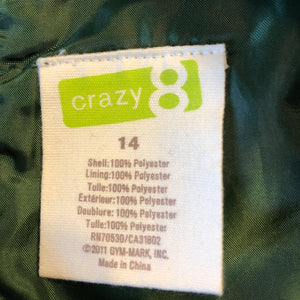 crazy 8
14
Shell:100% Polyester
Lining:100% Polyester
Tulle:100% Polyester
Extérieur:100% Polyester
Doublure:100% Polyester
Tulle:100% Polyester
RN70530/CA31602
©2011 GYM-MARK, INC.
Made in China